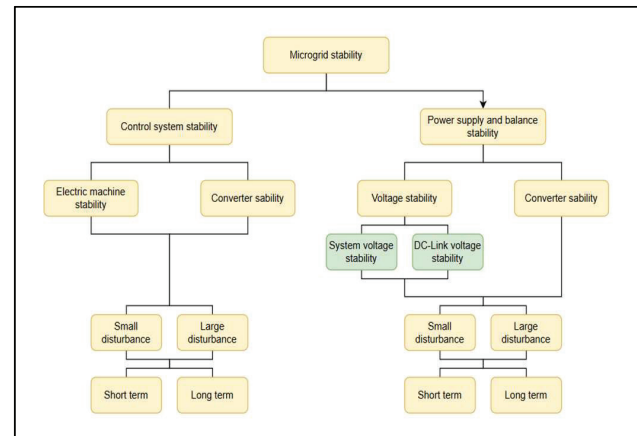 Microgrid stability
Control system stability
Power supply and balance
stability
Electric machine
stability
Converter sability
Voltage stability
Converter sability
System voltage
stability
DC-Link voltage
stability
Small
disturbance
Large
disturbance
Small
disturbance
Large
disturbance
Short term
Long term
Short term
Long term